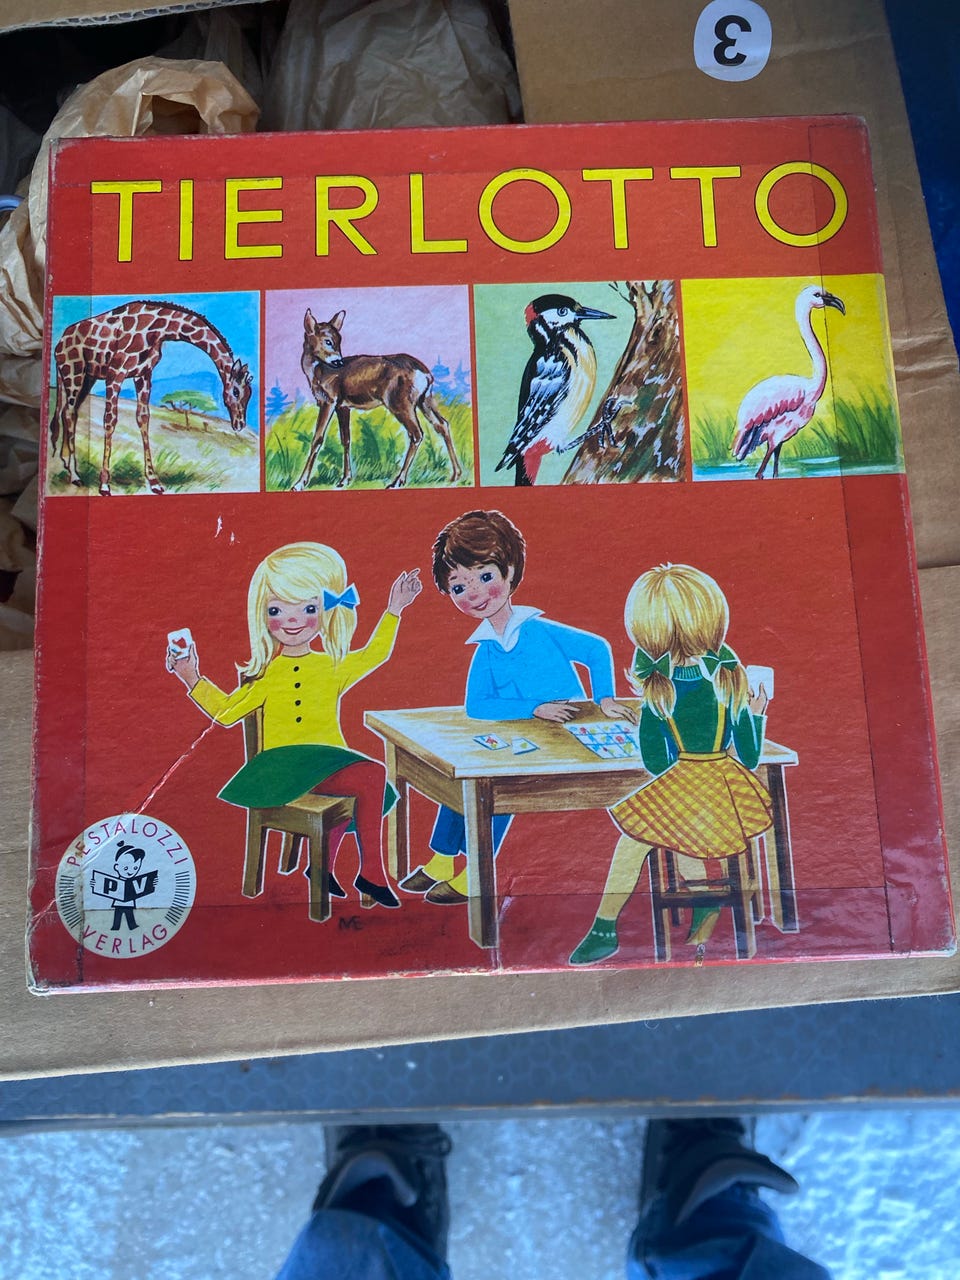 3
TIERLOTTO
PESTALOZZI
PV
VERLAG